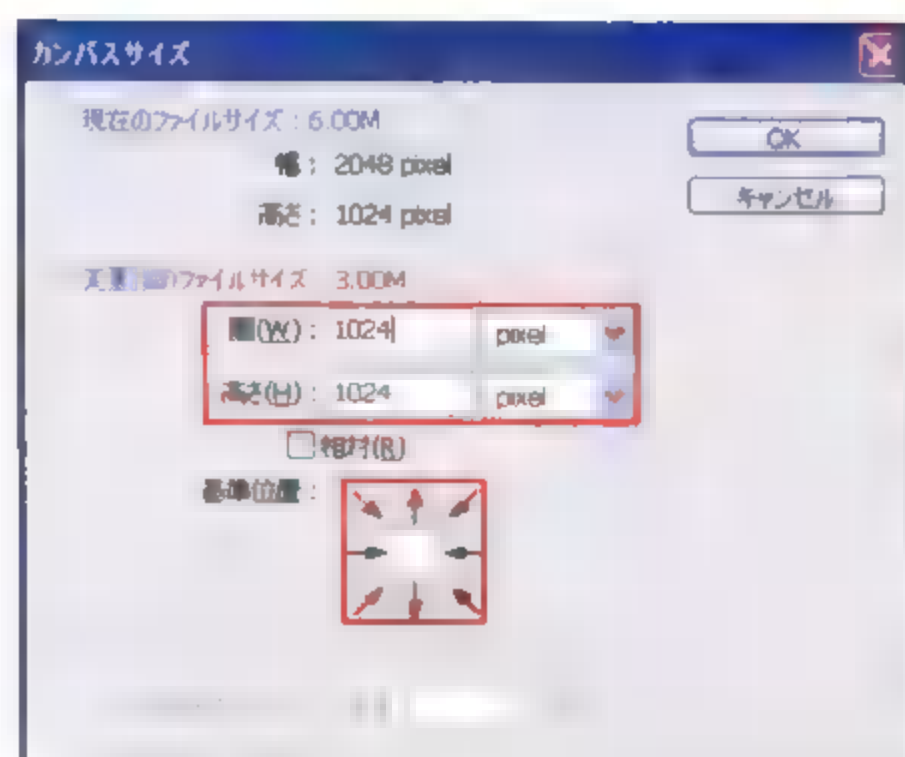 カンバスサイズ
現在のファイルサイズ : 6.00M
OK
幅 : 2048 pixel
キャンセル
高さ : 1024 pixel
ファイルサイズ 3.00M
(W) : 1024 pixel
高さ(H) : 1024 pixel
相対(R)
基準位置 :